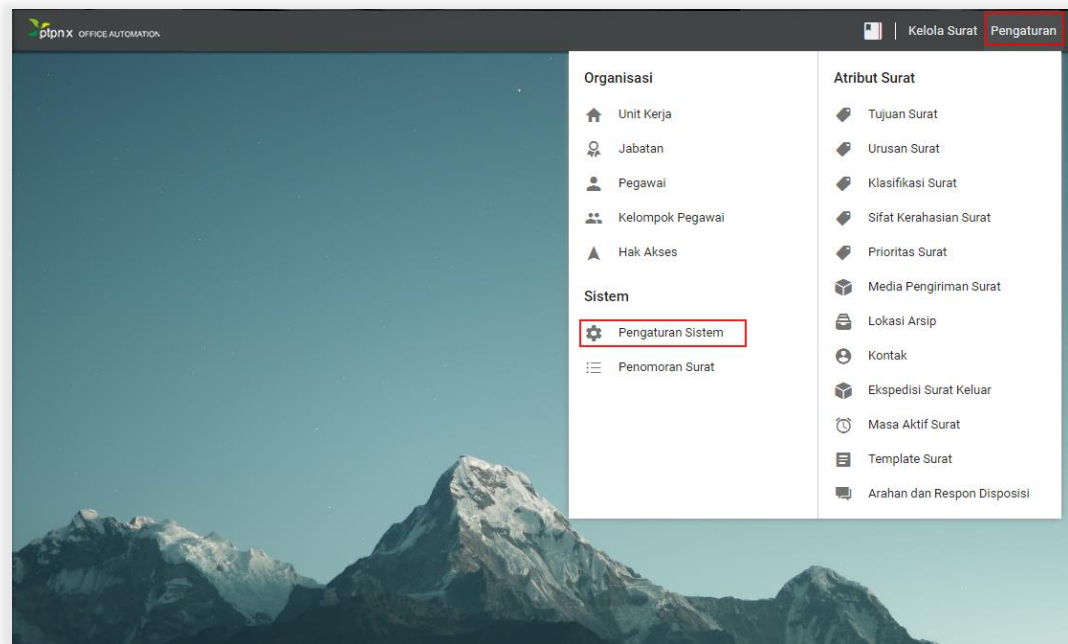 ptpnx OFFICE AUTOMATION
Kelola Surat Pengaturan
Organisasi
Unit Kerja
Jabatan
Pegawai
Kelompok Pegawai
Hak Akses
Sistem
Pengaturan Sistem
Penomoran Surat
Atribut Surat
Tujuan Surat
Urusan Surat
Klasifikasi Surat
Sifat Kerahasian Surat
Prioritas Surat
Media Pengiriman Surat
Lokasi Arsip
Kontak
Ekspedisi Surat Keluar
Masa Aktif Surat
Template Surat
Arahan dan Respon Disposisi